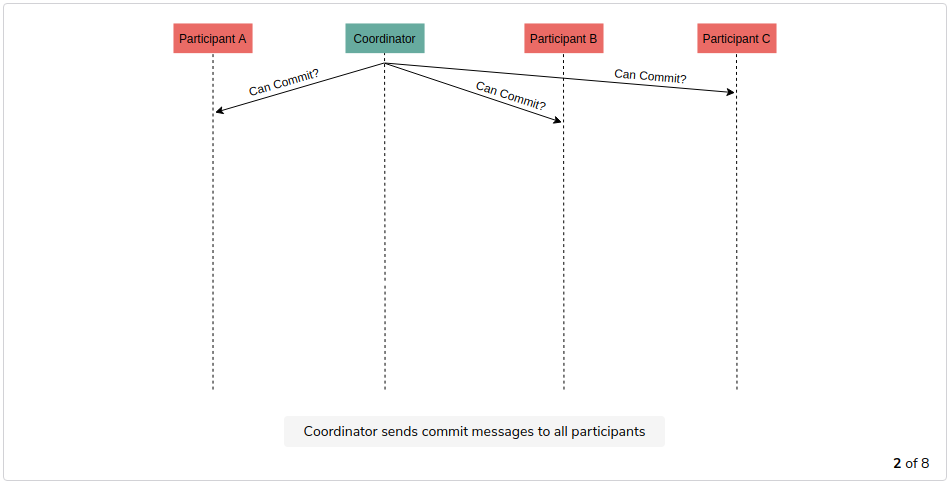 Participant A
Coordinator
Participant B
Participant C
Can Commit?
Can Commit?
Can Commit?
Coordinator sends commit messages to all participants
2 of 8